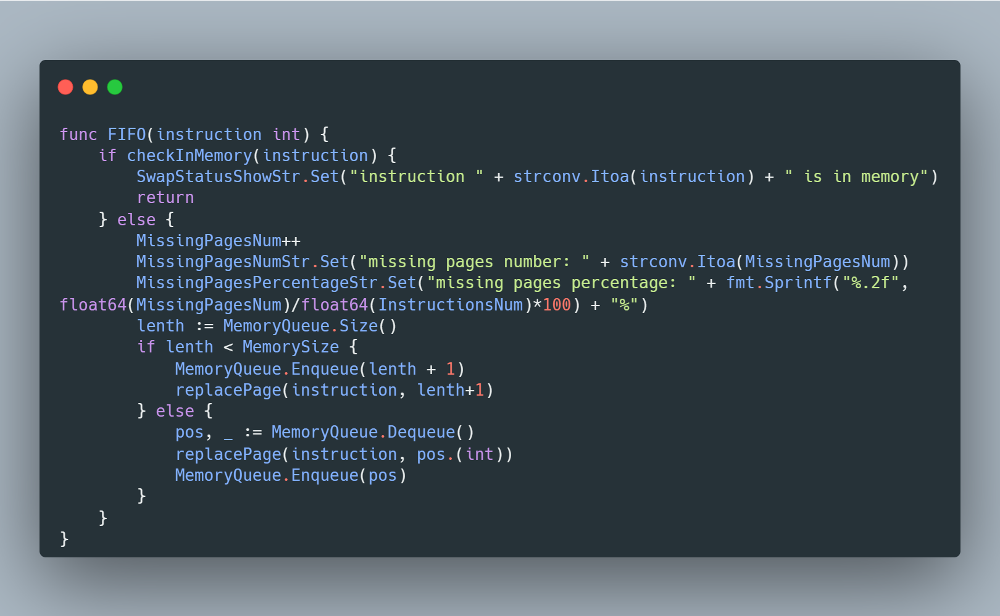 func FIFO(instruction int) {
    if checkInMemory(instruction) {
        SwapStatusShowStr.Set("instruction " + strconv.Itoa(instruction) + " is in memory")
        return
    } else {
        MissingPagesNum++
        MissingPagesNumStr.Set("missing pages number: " + strconv.Itoa(MissingPagesNum))
        MissingPagesPercentageStr.Set("missing pages percentage: " + fmt.Sprintf("%.2f",
float64(MissingPagesNum)/float64(InstructionsNum)*100) + "%")
        lenth := MemoryQueue.Size()
        if lenth < MemorySize {
            MemoryQueue.Enqueue(lenth + 1)
            replacePage(instruction, lenth+1)
        } else {
            pos, _ := MemoryQueue.Dequeue()
            replacePage(instruction, pos.(int))
            MemoryQueue.Enqueue(pos)
        }
    }
}